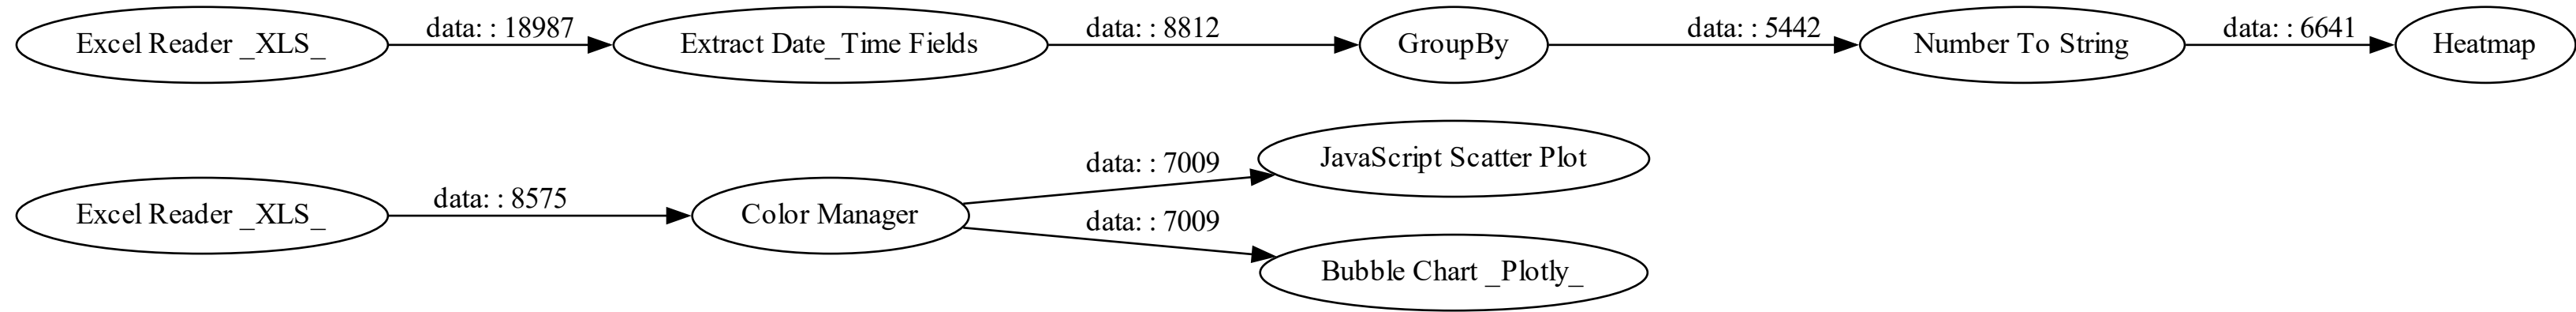 Excel Reader _XLS_
data: : 18987
Extract Date_Time Fields
data: : 8812
GroupBy
data: : 5442
Number To String
data: : 6641
Heatmap
Excel Reader _XLS_
data: : 8575
Color Manager
data: : 7009
JavaScript Scatter Plot
data: : 7009
Bubble Chart _Plotly_